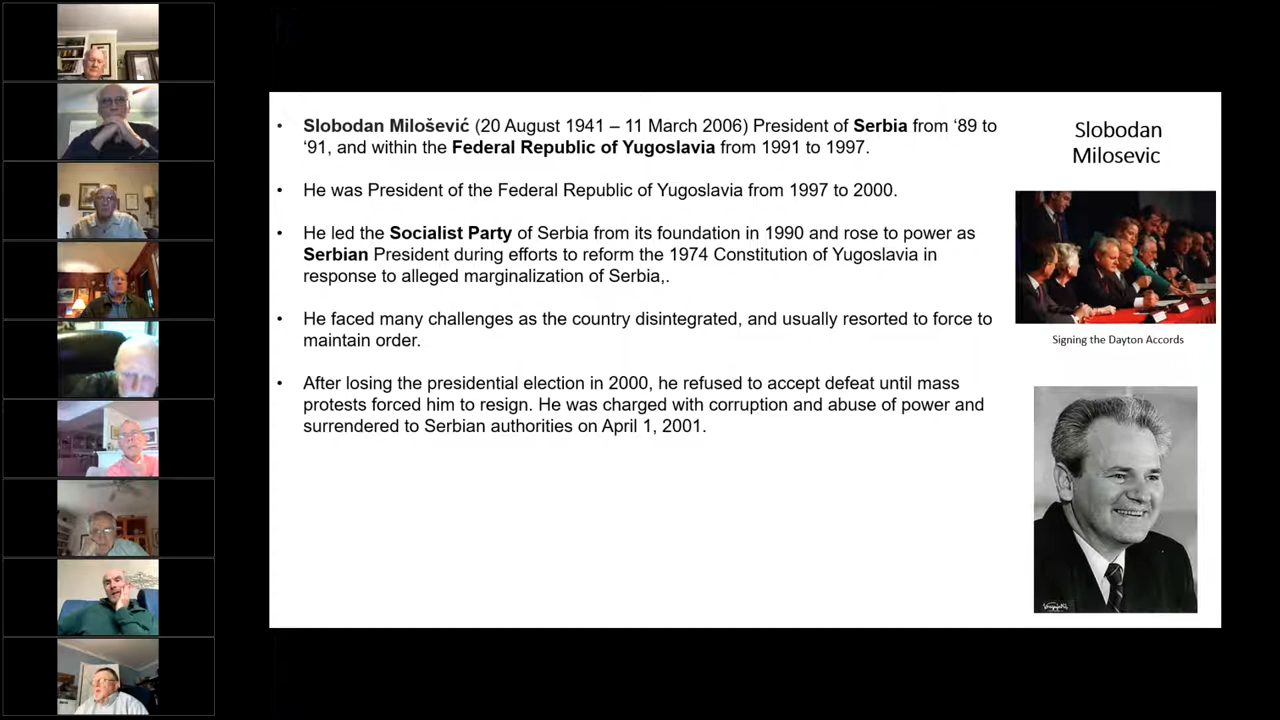 • Slobodan Milošević (20 August 1941 – 11 March 2006) President of Serbia from ‘89 to
‘91, and within the Federal Republic of Yugoslavia from 1991 to 1997.
• He was President of the Federal Republic of Yugoslavia from 1997 to 2000.
• He led the Socialist Party of Serbia from its foundation in 1990 and rose to power as
Serbian President during efforts to reform the 1974 Constitution of Yugoslavia in
response to alleged marginalization of Serbia,.
• He faced many challenges as the country disintegrated, and usually resorted to force to
maintain order.
• After losing the presidential election in 2000, he refused to accept defeat until mass
protests forced him to resign. He was charged with corruption and abuse of power and
surrendered to Serbian authorities on April 1, 2001.
Slobodan
Milosevic
Signing the Dayton Accords